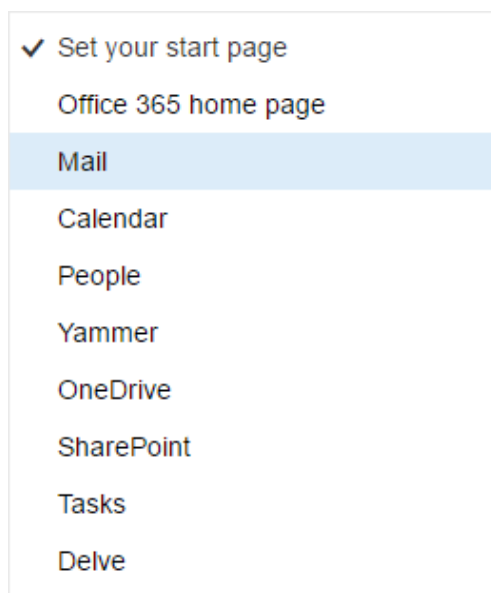 Set your start page
Office 365 home page
Mail
Calendar
People
Yammer
OneDrive
SharePoint
Tasks
Delve